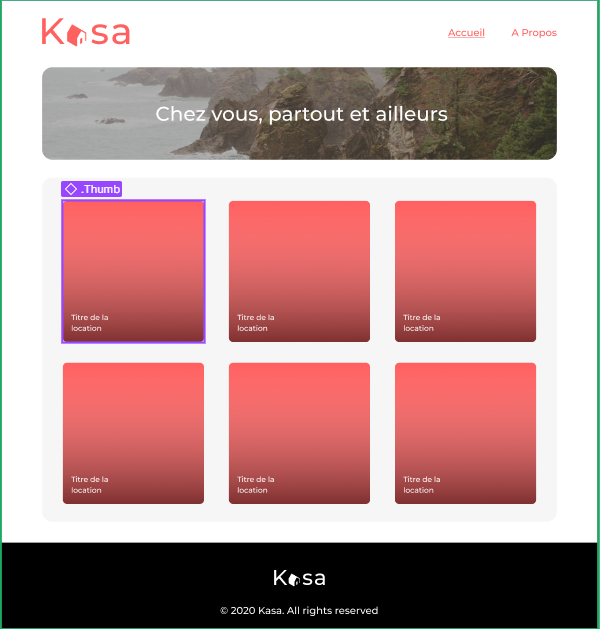 Kasa
Accueil
A Propos
Chez vous, partout et ailleurs
.Thumb
Titre de la
location
Titre de la
location
Titre de la
location
Titre de la
location
Titre de la
location
Titre de la
location
Kasa
© 2020 Kasa. All rights reserved